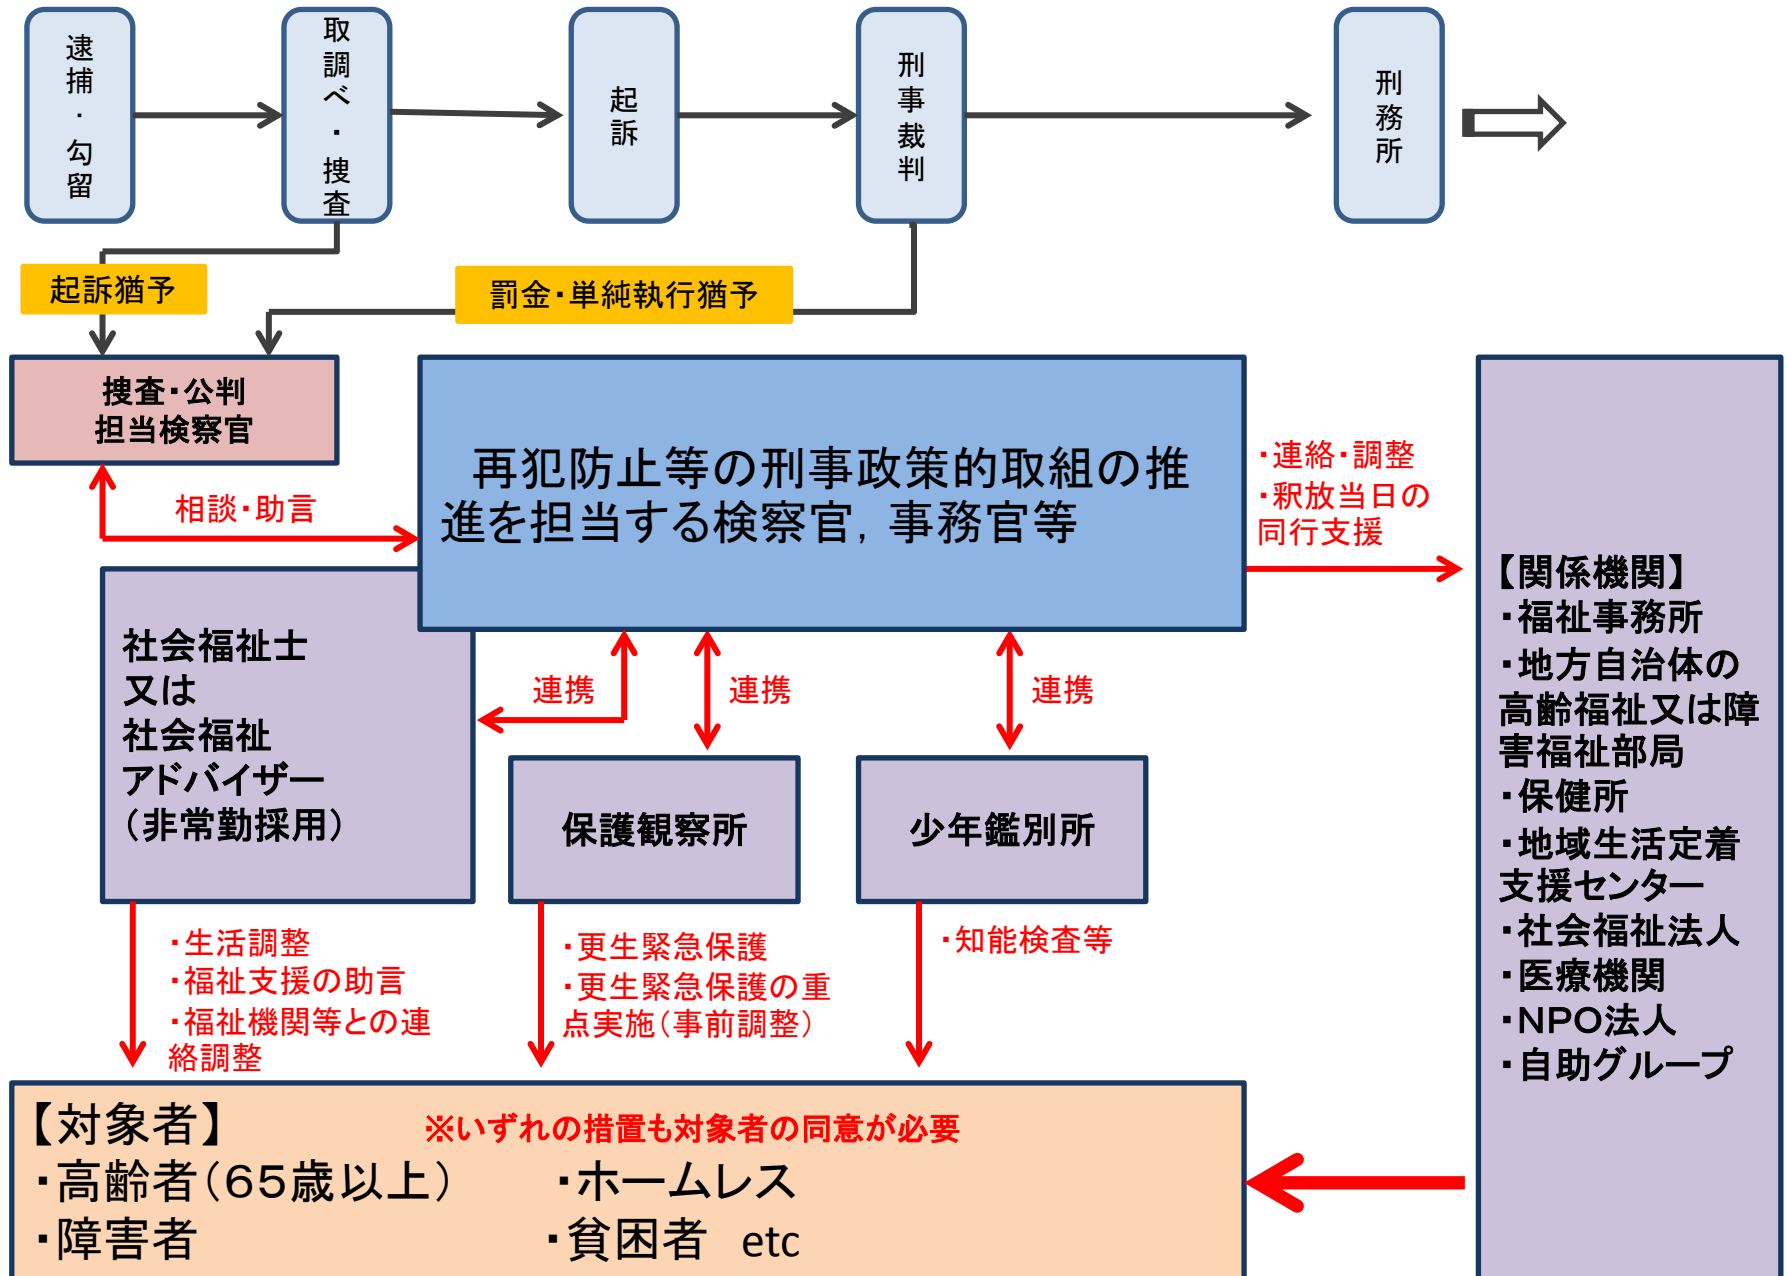 逮捕・勾留
取調べ・捜査
起訴
刑事裁判
刑務所
起訴猶予
罰金・単純執行猶予
捜査・公判
担当検察官
相談・助言
再犯防止等の刑事政策的取組の推
進を担当する検察官，事務官等
・連絡・調整
・釈放当日の
同行支援
社会福祉士
又は
社会福祉
アドバイザー
（非常勤採用）
連携
連携
連携
保護観察所
少年鑑別所
【関係機関】
・福祉事務所
・地方自治体の
高齢福祉又は障
害福祉部局
・保健所
・地域生活定着
支援センター
・社会福祉法人
・医療機関
・NPO法人
・自助グループ
・生活調整
・福祉支援の助言
・福祉機関等との連
絡調整
・更生緊急保護
・更生緊急保護の重
点実施（事前調整）
・知能検査等
【対象者】　※いずれの措置も対象者の同意が必要
・高齢者（65歳以上）　・ホームレス
・障害者　・貧困者　etc